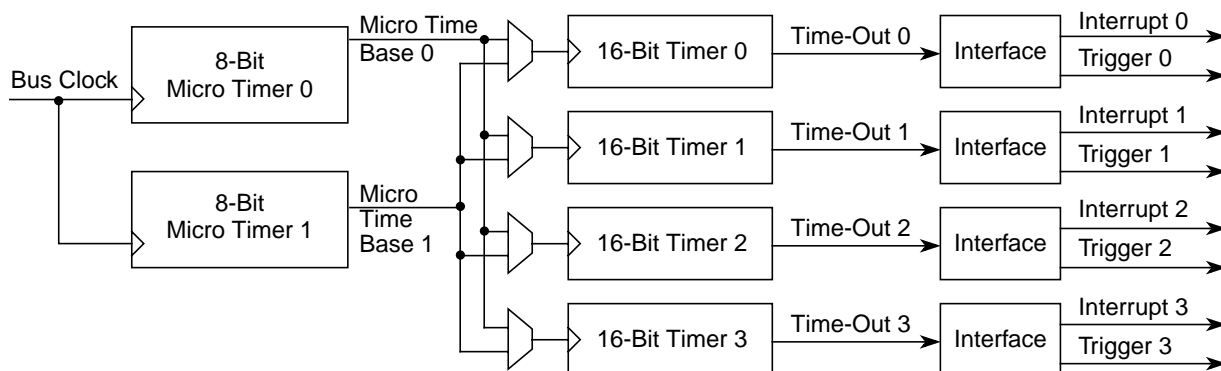 Bus Clock
8-Bit
Micro Timer 0
Micro Time
Base 0
16-Bit Timer 0
Time-Out 0
Interface
Interrupt 0
Trigger 0
16-Bit Timer 1
Time-Out 1
Interface
Interrupt 1
Trigger 1
8-Bit
Micro Timer 1
Micro
Time
Base 1
16-Bit Timer 2
Time-Out 2
Interface
Interrupt 2
Trigger 2
16-Bit Timer 3
Time-Out 3
Interface
Interrupt 3
Trigger 3